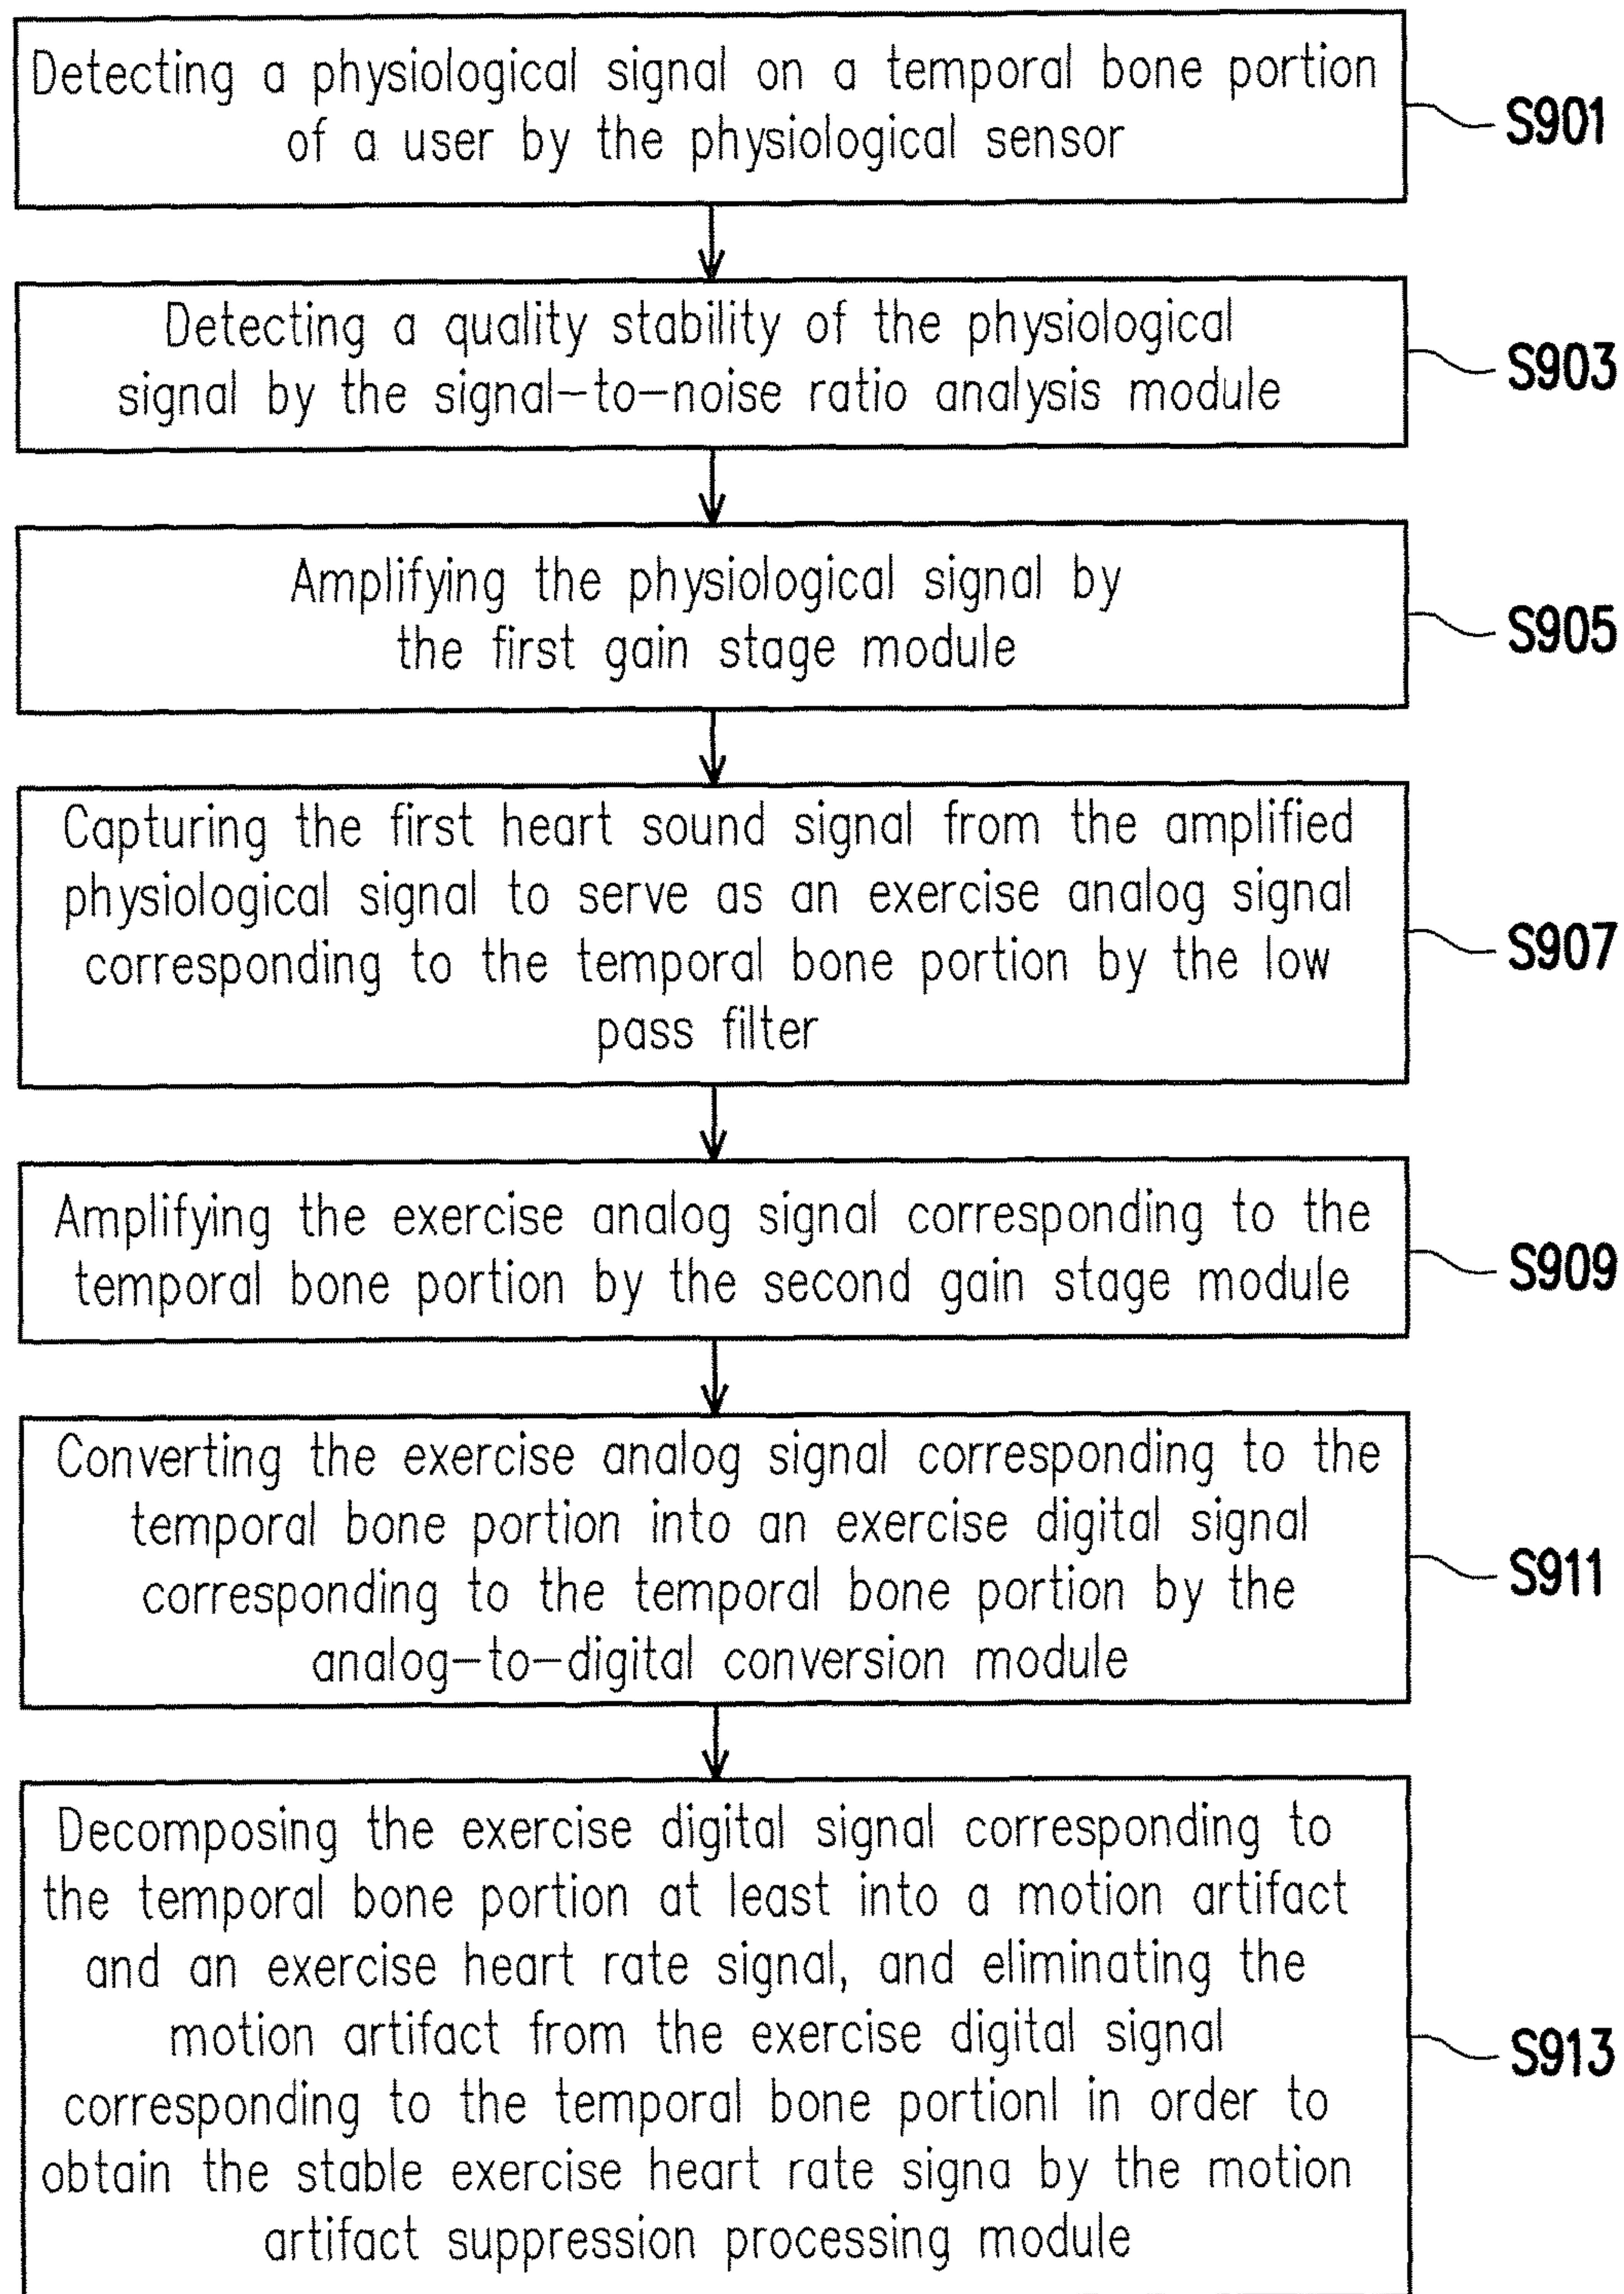 Detecting a physiological signal on a temporal bone portion
of a user by the physiological sensor
S901
Detecting a quality stability of the physiological
signal by the signal-to-noise ratio analysis module
S903
Amplifying the physiological signal by
the first gain stage module
S905
Capturing the first heart sound signal from the amplified
physiological signal to serve as an exercise analog signal
corresponding to the temporal bone portion by the low
pass filter
S907
Amplifying the exercise analog signal corresponding to the
temporal bone portion by the second gain stage module
S909
Converting the exercise analog signal corresponding to the
temporal bone portion into an exercise digital signal
corresponding to the temporal bone portion by the
analog-to-digital conversion module
S911
Decomposing the exercise digital signal corresponding to
the temporal bone portion at least into a motion artifact
and an exercise heart rate signal, and eliminating the
motion artifact from the exercise digital signal
corresponding to the temporal bone portionl in order to
obtain the stable exercise heart rate signa by the motion
artifact suppression processing module
S913